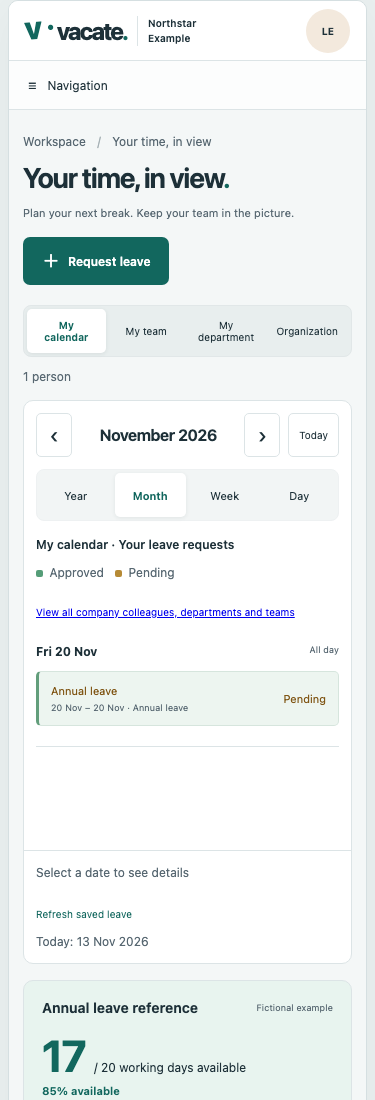 V vacate.
Northstar
Example
LE
≡ Navigation
Workspace / Your time, in view
Your time, in view.
Plan your next break. Keep your team in the picture.
+ Request leave
My
calendar
My team
My
department
Organization
1 person
‹ November 2026 › Today
Year Month Week Day
My calendar · Your leave requests
Approved Pending
View all company colleagues, departments and teams
Fri 20 Nov All day
Annual leave
20 Nov – 20 Nov · Annual leave
Pending
Select a date to see details
Refresh saved leave
Today: 13 Nov 2026
Annual leave reference Fictional example
17 / 20 working days available
85% available